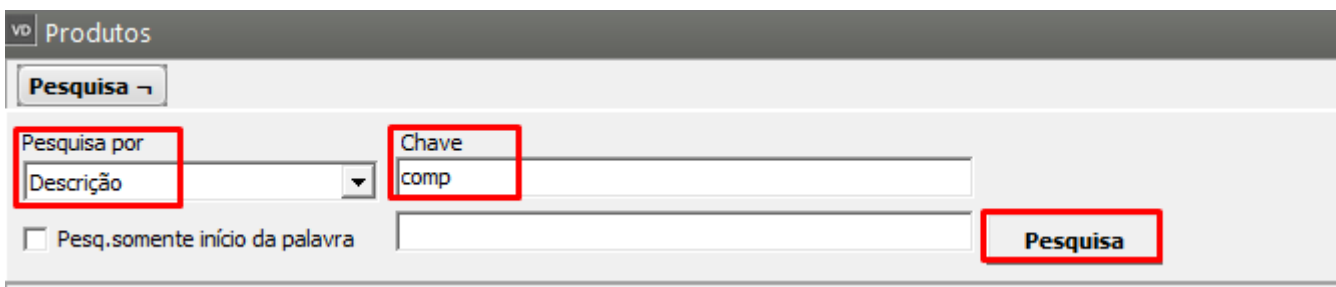 VD Produtos
Pesquisa ¬
Pesquisa por Chave
Descrição comp
Pesq.somente início da palavra Pesquisa